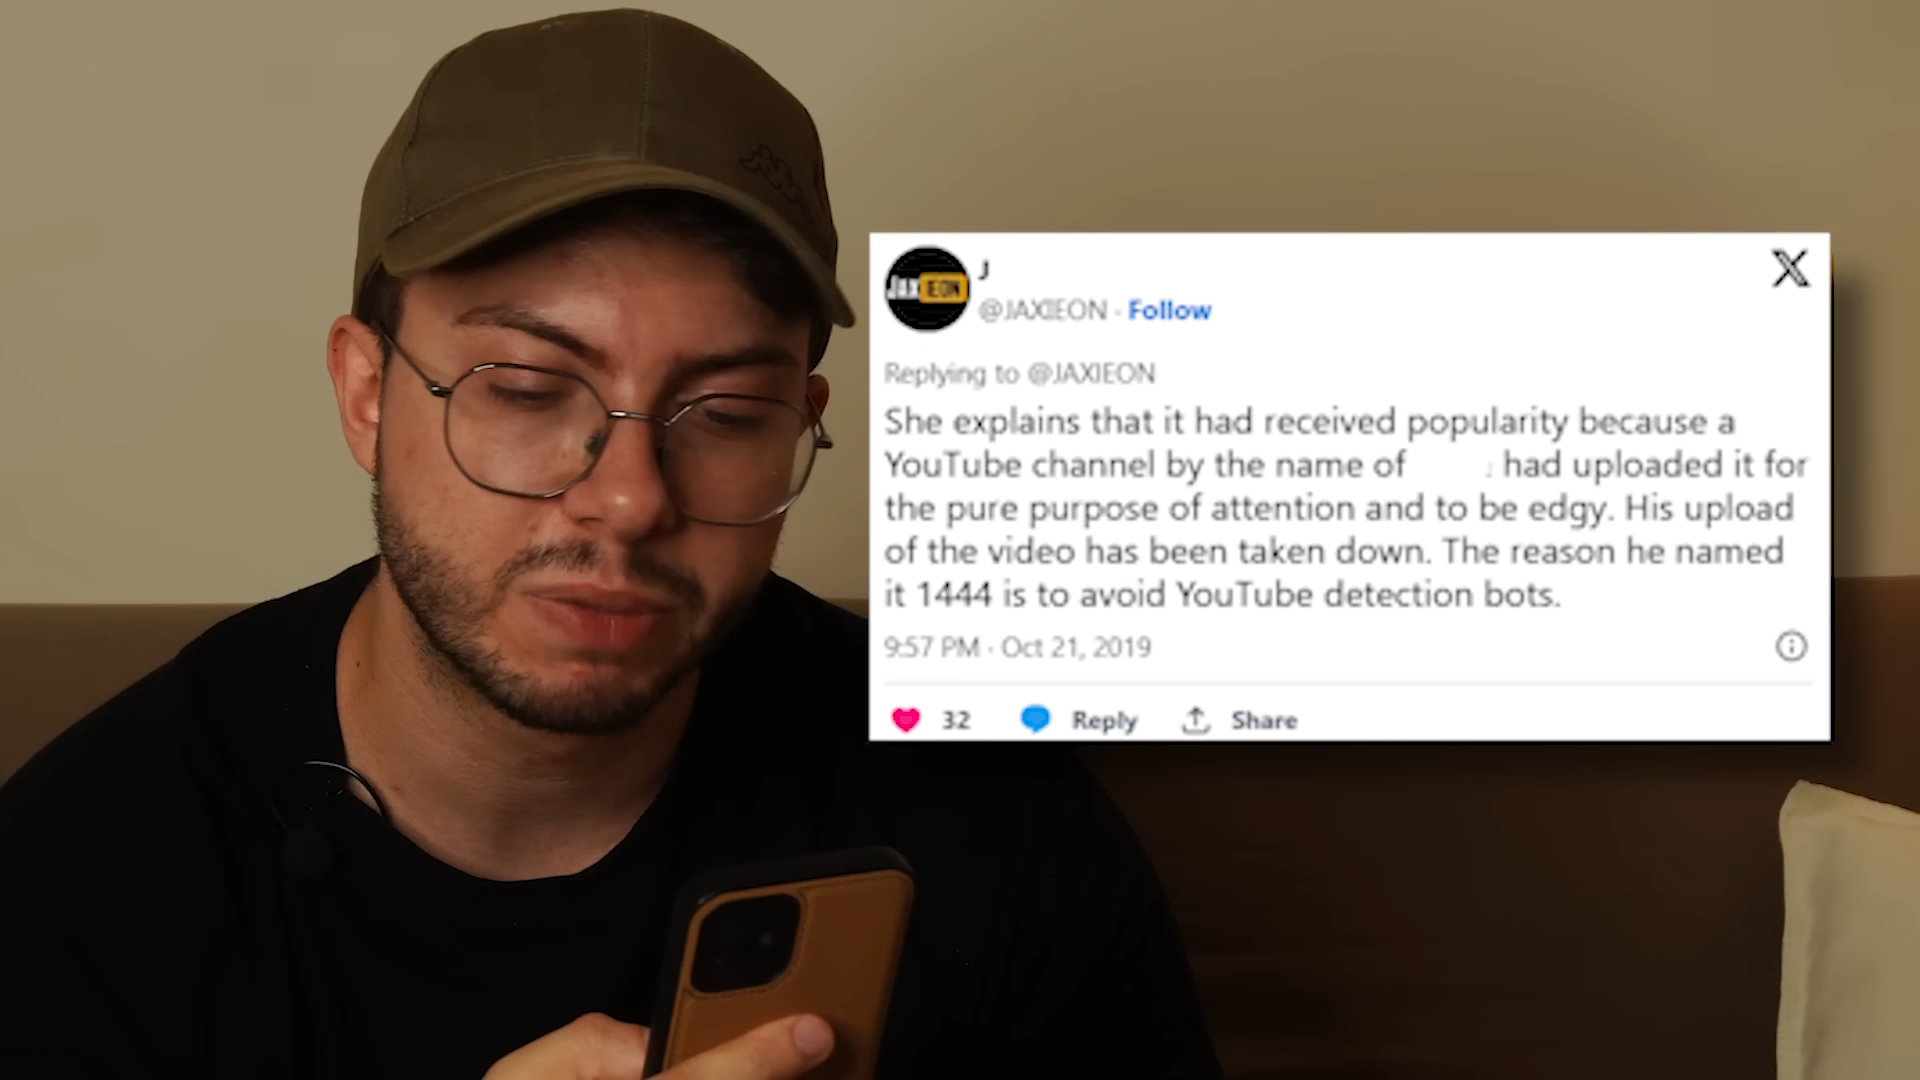 JAXIEON
J
@JAXIEON · Follow
Replying to @JAXIEON
She explains that it had received popularity because a
YouTube channel by the name of : had uploaded it for
the pure purpose of attention and to be edgy. His upload
of the video has been taken down. The reason he named
it 1444 is to avoid YouTube detection bots.
9:57 PM · Oct 21, 2019
32 Reply Share